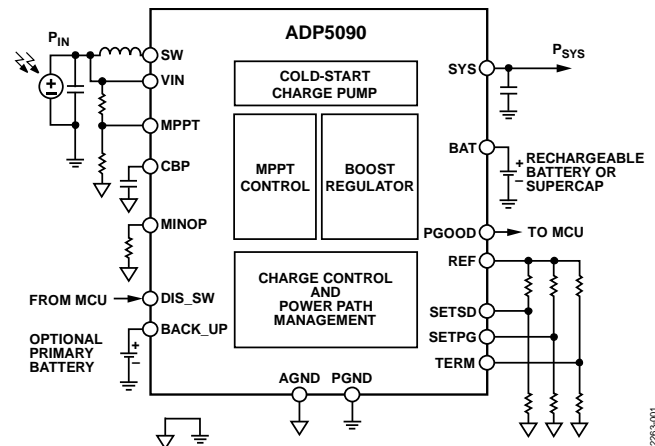 ADP5090
P_IN
SW
VIN
MPPT
CBP
MINOP
FROM MCU
DIS_SW
BACK_UP
OPTIONAL
PRIMARY
BATTERY
COLD-START
CHARGE PUMP
MPPT
CONTROL
BOOST
REGULATOR
CHARGE CONTROL
AND
POWER PATH
MANAGEMENT
SYS
P_SYS
BAT
RECHARGEABLE
BATTERY OR
SUPERCAP
PGOOD
TO MCU
REF
SETSD
SETPG
TERM
AGND
PGND